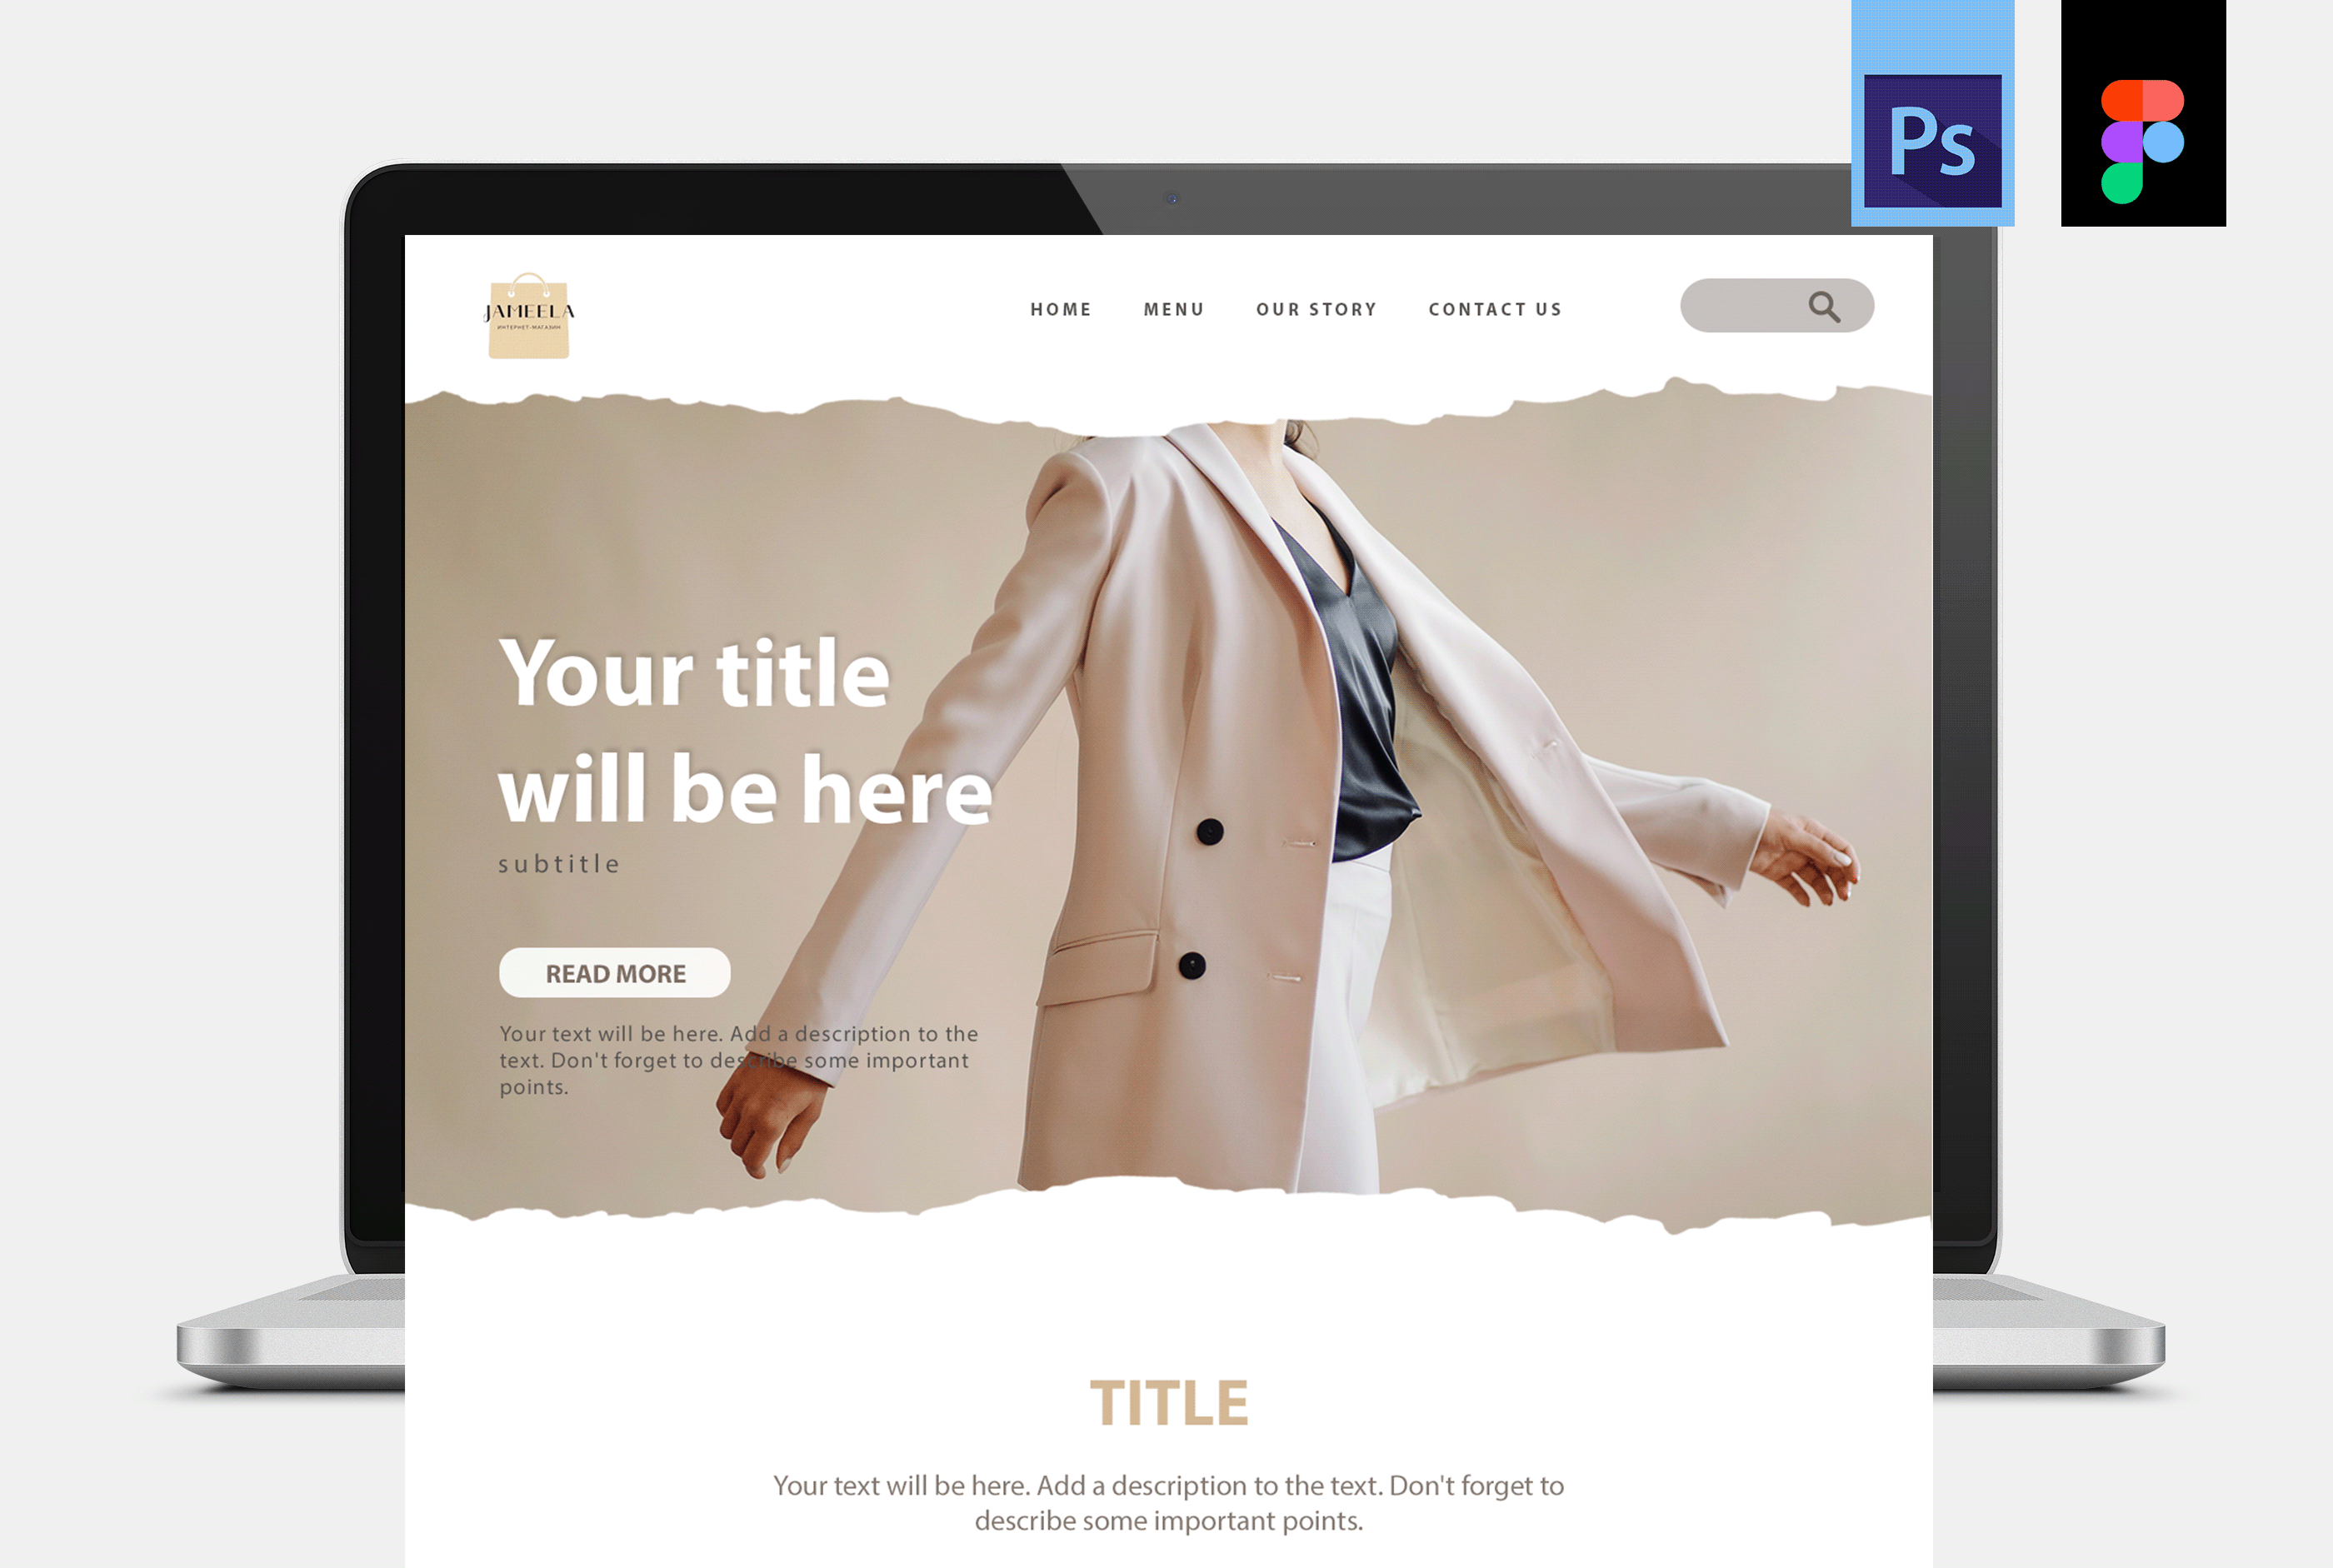 Ps
JAMEELA
ИНТЕРНЕТ-МАГАЗИН
HOME MENU OUR STORY CONTACT US
Your title
will be here
subtitle
READ MORE
Your text will be here. Add a description to the
text. Don't forget to describe some important
points.
TITLE
Your text will be here. Add a description to the text. Don't forget to
describe some important points.